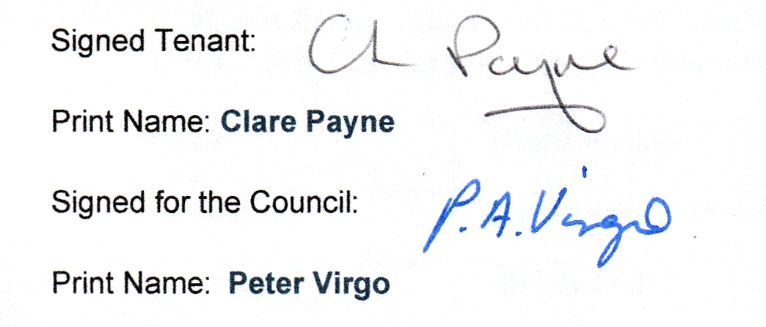 Signed Tenant: Cl Payne
Print Name: Clare Payne
Signed for the Council: P.A. Virgo
Print Name: Peter Virgo